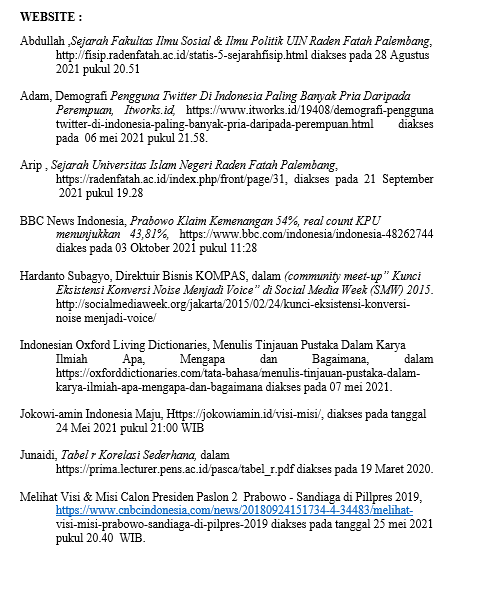 WEBSITE :
Abdullah ,Sejarah Fakultas Ilmu Sosial & Ilmu Politik UIN Raden Fatah Palembang,
http://fisip.radenfatah.ac.id/statis-5-sejarahfisip.html diakses pada 28 Agustus
2021 pukul 20.51
Adam, Demografi Pengguna Twitter Di Indonesia Paling Banyak Pria Daripada
Perempuan, Itworks.id, https://www.itworks.id/19408/demografi-pengguna
twitter-di-indonesia-paling-banyak-pria-daripada-perempuan.html diakses
pada 06 mei 2021 pukul 21.58.
Arip , Sejarah Universitas Islam Negeri Raden Fatah Palembang,
https://radenfatah.ac.id/index.php/front/page/31, diakses pada 21 September
2021 pukul 19.28
BBC News Indonesia, Prabowo Klaim Kemenangan 54%, real count KPU
menunjukkan 43,81%, https://www.bbc.com/indonesia/indonesia-48262744
diakes pada 03 Oktober 2021 pukul 11:28
Hardanto Subagyo, Direktuir Bisnis KOMPAS, dalam (community meet-up" Kunci
Eksistensi Konversi Noise Menjadi Voice" di Social Media Week (SMW) 2015.
http://socialmediaweek.org/jakarta/2015/02/24/kunci-eksistensi-konversi-
noise menjadi-voice/
Indonesian Oxford Living Dictionaries, Menulis Tinjauan Pustaka Dalam Karya
Ilmiah Apa, Mengapa dan Bagaimana, dalam
https://oxforddictionaries.com/tata-bahasa/menulis-tinjauan-pustaka-dalam-
karya-ilmiah-apa-mengapa-dan-bagaimana diakses pada 07 mei 2021.
Jokowi-amin Indonesia Maju, Https://jokowiamin.id/visi-misi/, diakses pada tanggal
24 Mei 2021 pukul 21:00 WIB
Junaidi, Tabel r Korelasi Sederhana, dalam
https://prima.lecturer.pens.ac.id/pasca/tabel_r.pdf diakses pada 19 Maret 2020.
Melihat Visi & Misi Calon Presiden Paslon 2 Prabowo - Sandiaga di Pillpres 2019,
https://www.cnbcindonesia.com/news/20180924151734-4-34483/melihat-
visi-misi-prabowo-sandiaga-di-pilpres-2019 diakses pada tanggal 25 mei 2021
pukul 20.40 WIB.